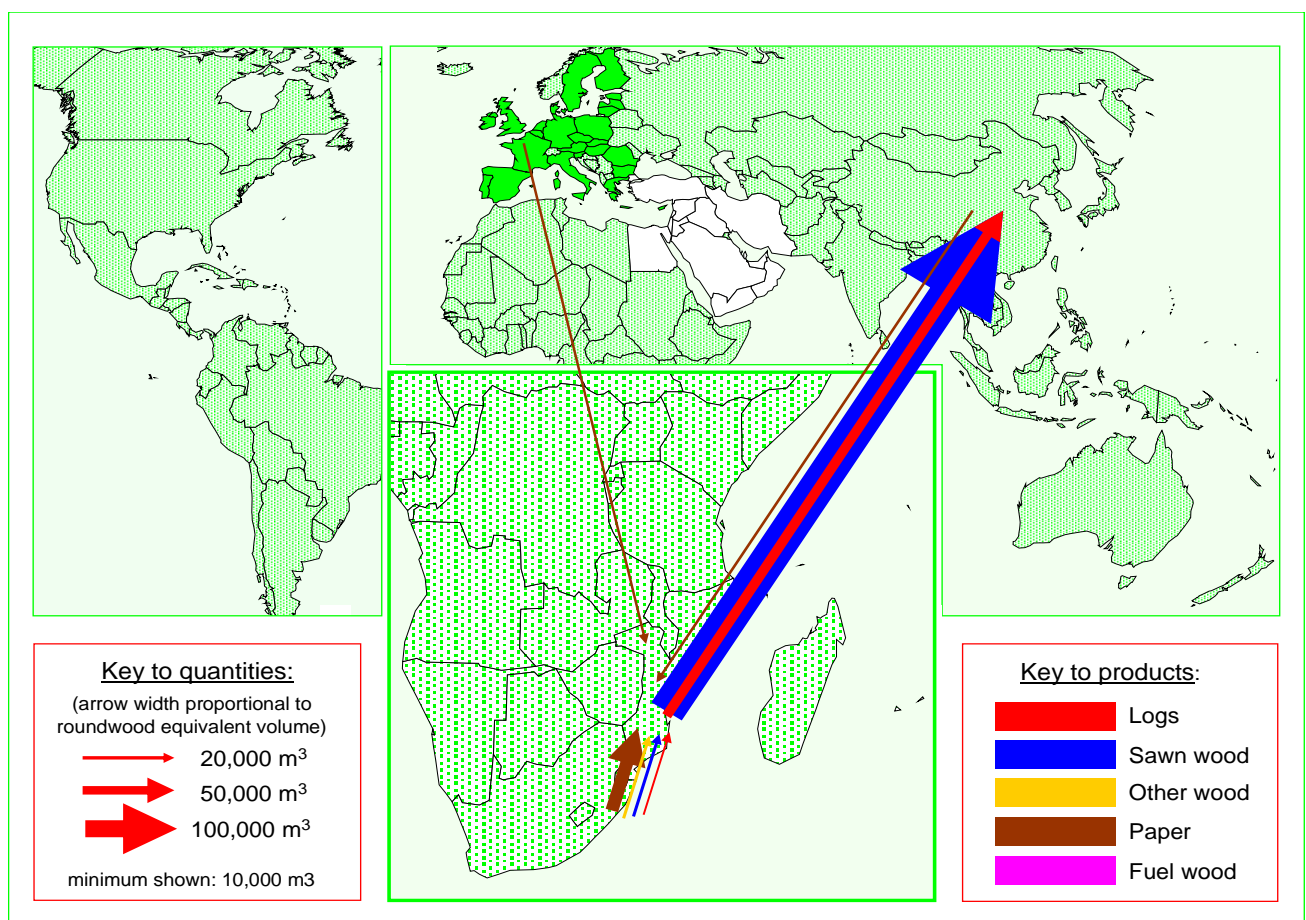 Key to quantities:
(arrow width proportional to
roundwood equivalent volume)
20,000 m³
50,000 m³
100,000 m³
minimum shown: 10,000 m3
Key to products:
Logs
Sawn wood
Other wood
Paper
Fuel wood